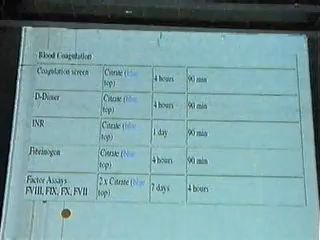 Blood Coagulation
Coagulation screen Citrate (blue top) 4 hours 90 min
D-Dimer Citrate (blue top) 4 hours 90 min
INR Citrate (blue top) 1 day 90 min
Fibrinogen Citrate (blue top) 4 hours 90 min
Factor Assays FVIII, FIX, FX, FVII 2 x Citrate (blue top) 7 days 4 hours